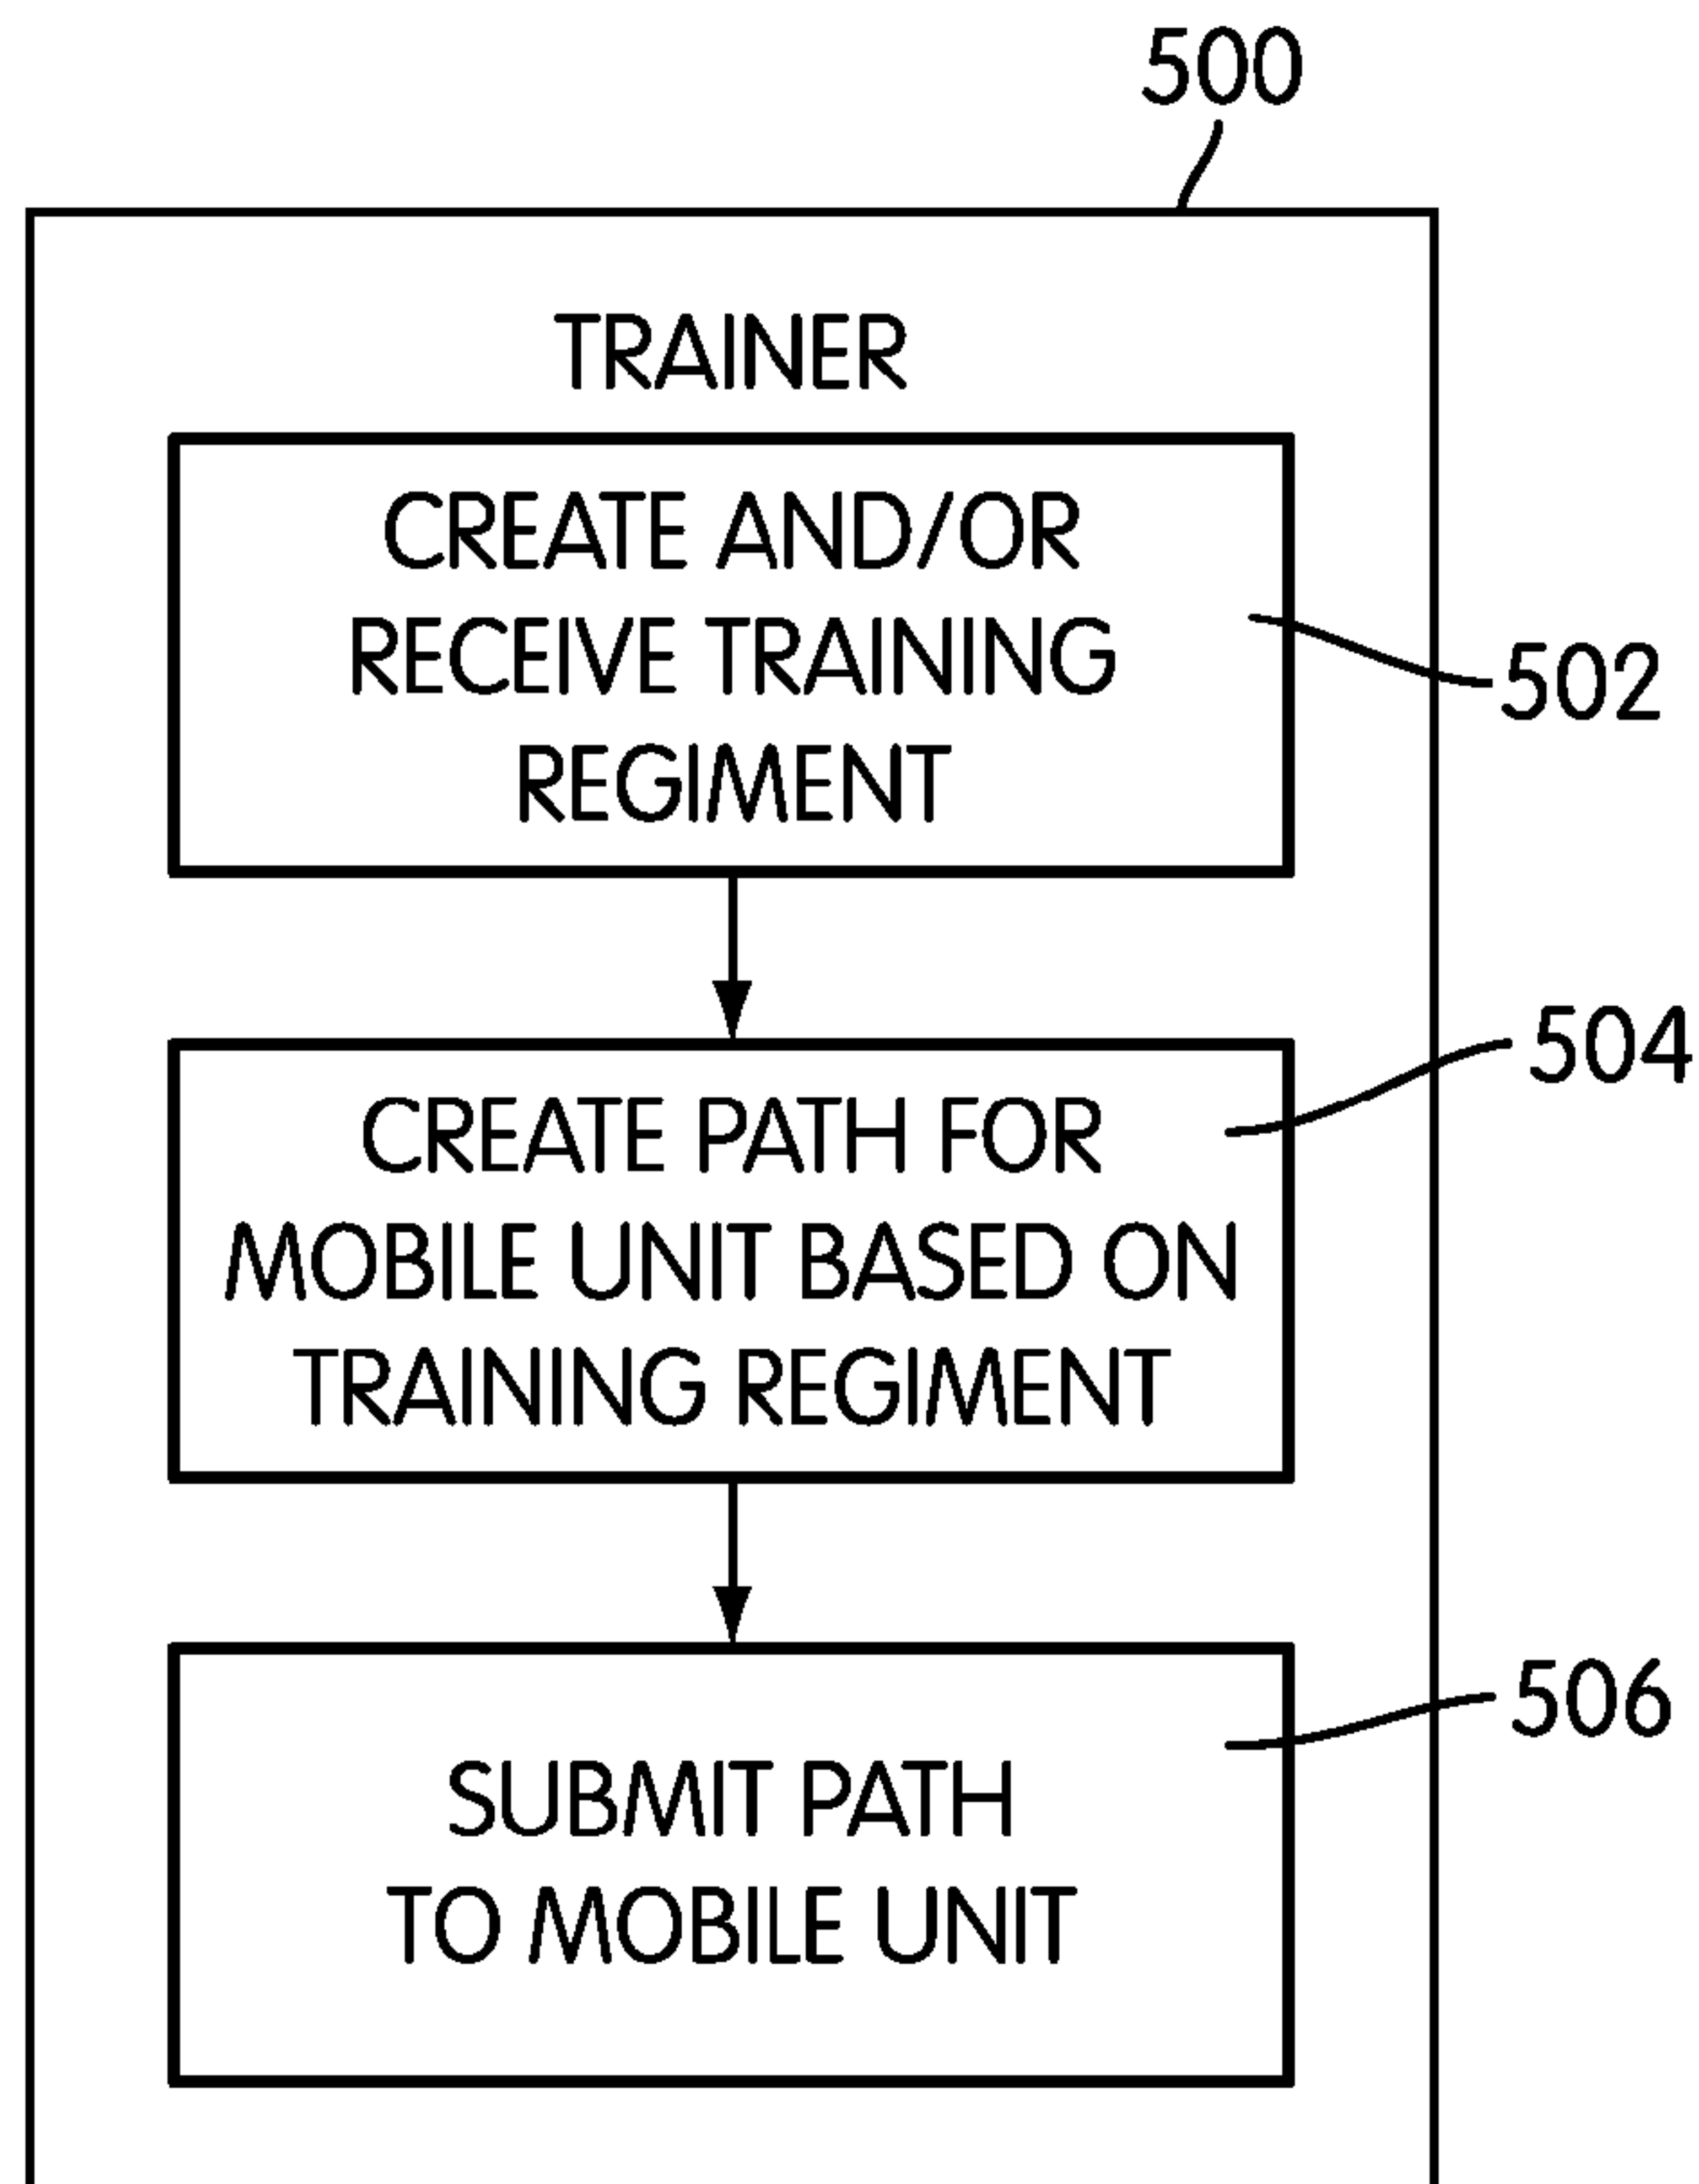 500
TRAINER
CREATE AND/OR
RECEIVE TRAINING
REGIMENT
502
504
CREATE PATH FOR
MOBILE UNIT BASED ON
TRAINING REGIMENT
506
SUBMIT PATH
TO MOBILE UNIT